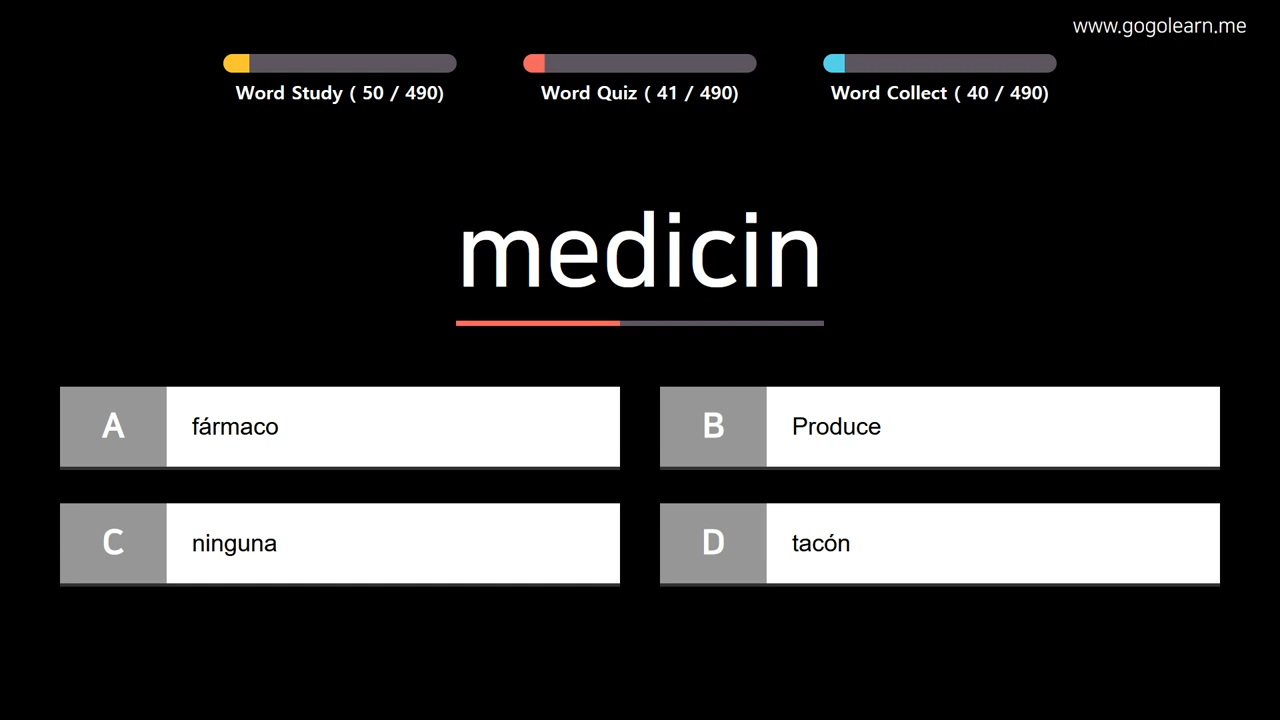 www.gogolearn.me
Word Study ( 50 / 490)
Word Quiz ( 41 / 490)
Word Collect ( 40 / 490)
medicin
A
fármaco
B
Produce
C
ninguna
D
tacón